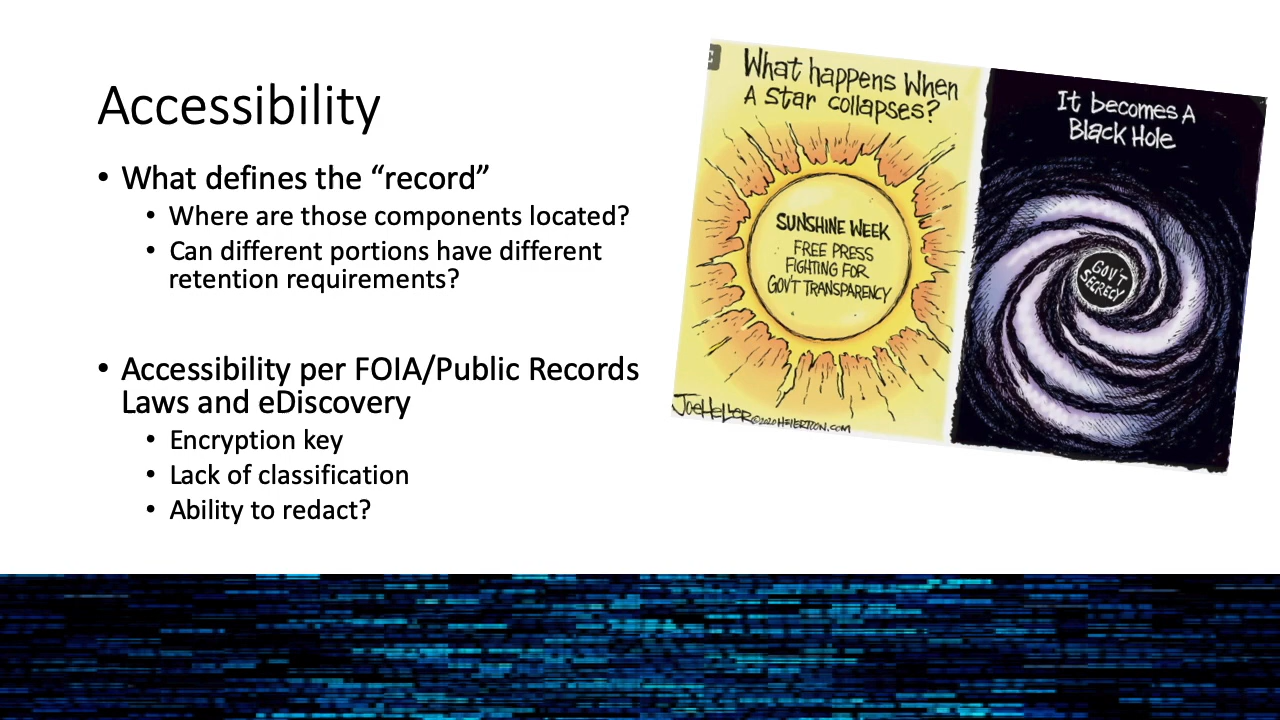 Accessibility
• What defines the “record”
• Where are those components located?
• Can different portions have different
retention requirements?
• Accessibility per FOIA/Public Records
Laws and eDiscovery
• Encryption key
• Lack of classification
• Ability to redact?
What happens When
A Star collapses?
SUNSHINE WEEK
FREE PRESS
FIGHTING FOR
GOV'T TRANSPARENCY
JOE HELLER ©2020 HELLERTOON.COM
It becomes A
Black Hole
GOV'T
SECRECY